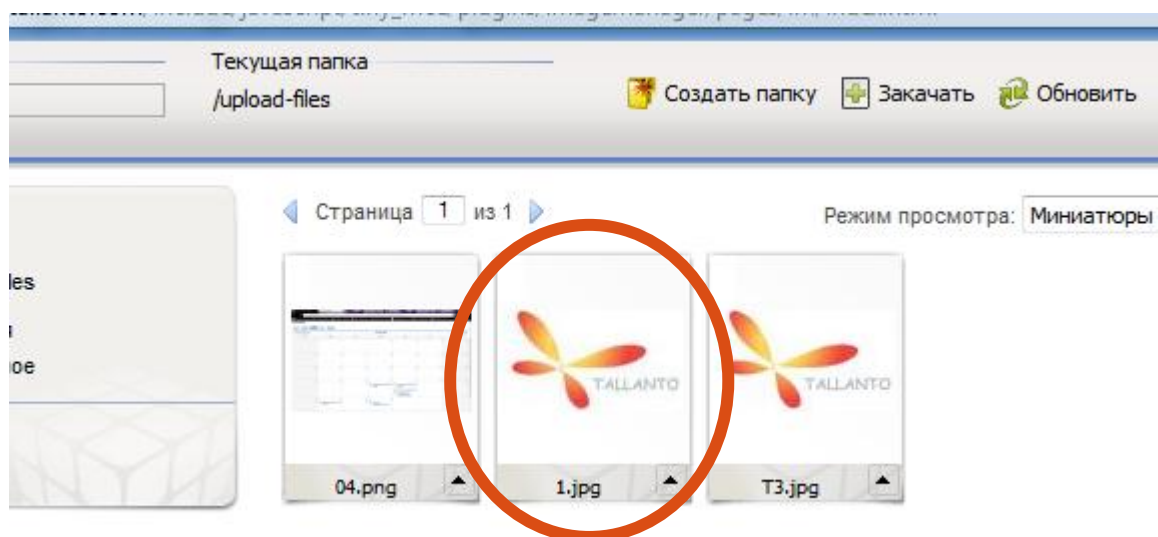 Текущая папка
/upload-files
Создать папку Закачать Обновить
Страница 1 из 1
Режим просмотра: Миниатюры
les
ое
TALLANTO
TALLANTO
04.png
1.jpg
T3.jpg